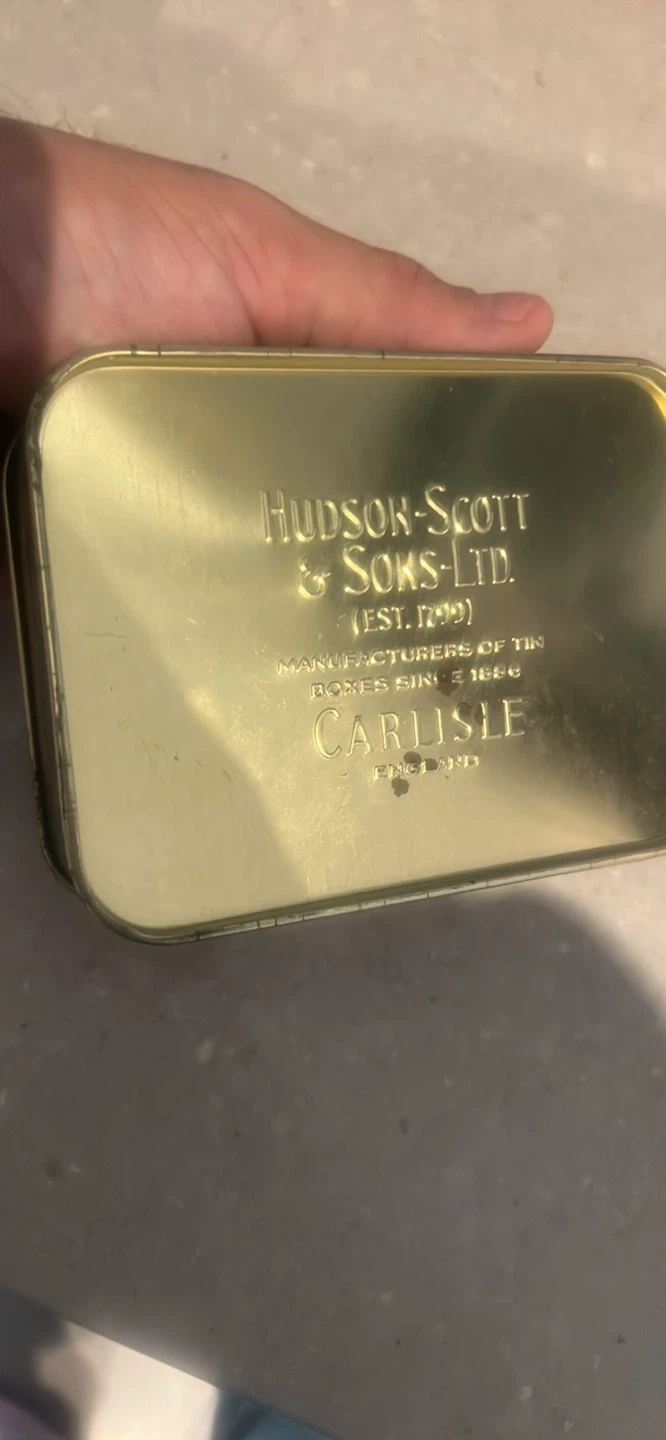 HUDSON-SCOTT
& SONS-LTD.
(EST. 1799)
MANUFACTURERS OF TIN
BOXES SINCE 1886
CARLISLE
ENGLAND